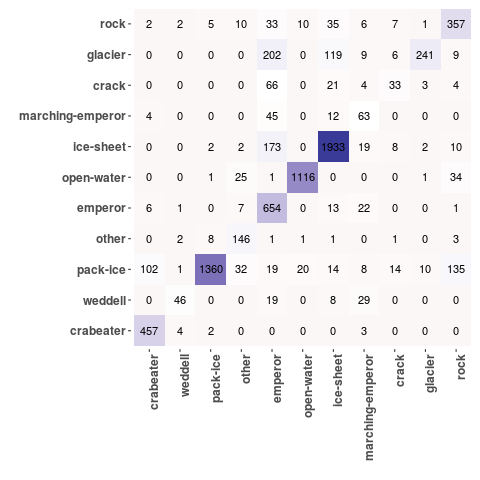 rock 2 2 5 10 33 10 35 6 7 1 357
glacier 0 0 0 0 202 0 119 9 6 241 9
crack 0 0 0 0 66 0 21 4 33 3 4
marching-emperor 4 0 0 0 45 0 12 63 0 0 0
ice-sheet 0 0 2 2 173 0 1933 19 8 2 10
open-water 0 0 1 25 1 1116 0 0 0 1 34
emperor 6 1 0 7 654 0 13 22 0 0 1
other 0 2 8 146 1 1 1 0 1 0 3
pack-ice 102 1 1360 32 19 20 14 8 14 10 135
weddell 0 46 0 0 19 0 8 29 0 0 0
crabeater 457 4 2 0 0 0 0 3 0 0 0
crabeater weddell pack-ice other emperor open-water ice-sheet marching-emperor crack glacier rock